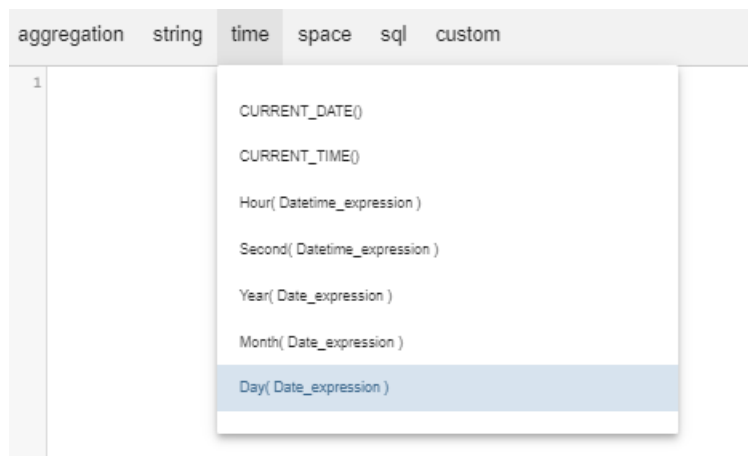 aggregation string time space sql custom
1
CURRENT_DATE()
CURRENT_TIME()
Hour( Datetime_expression )
Second( Datetime_expression )
Year( Date_expression )
Month( Date_expression )
Day( Date_expression )